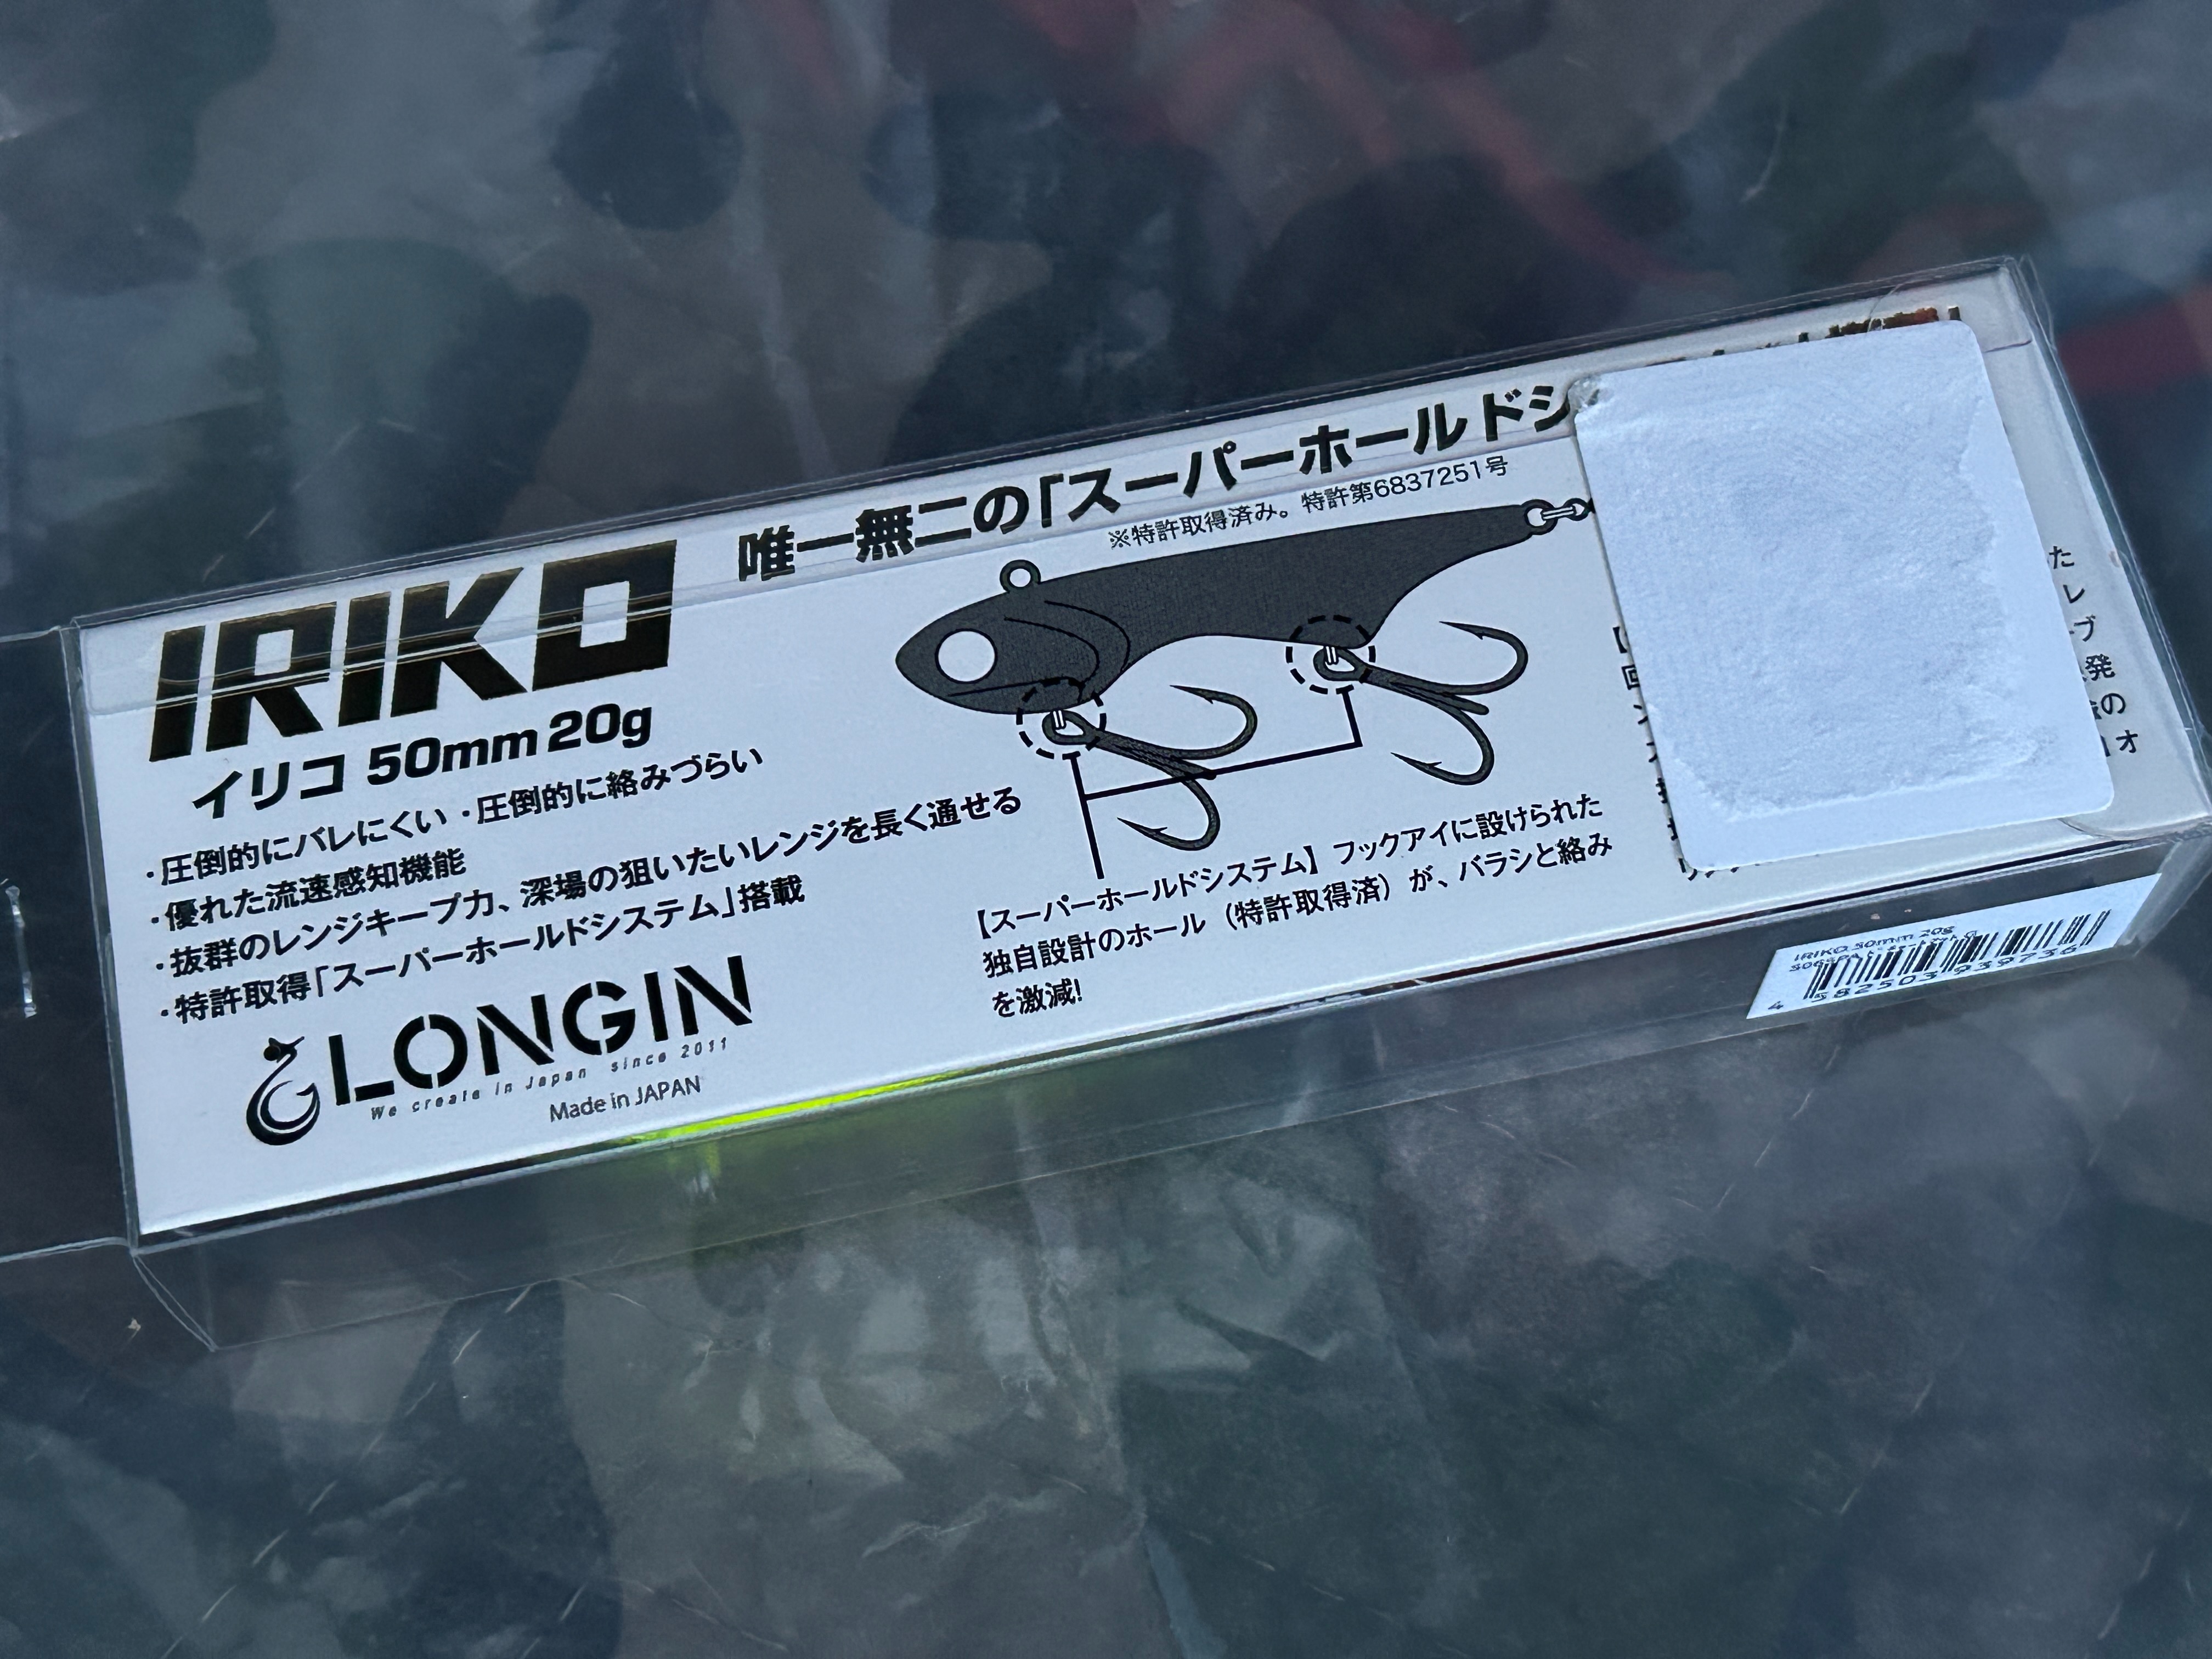 IRIKO
イリコ 50mm 20g
・圧倒的にバレにくい ・圧倒的に絡みづらい
・優れた流速感知機能
・抜群のレンジキープ力、深場の狙いたいレンジを長く通せる
・特許取得「スーパーホールドシステム」搭載
LONGIN
We create in Japan since 2011
Made in JAPAN
唯一無二の「スーパーホールドシ
※特許取得済み。特許第6837251号
【スーパーホールドシステム】フックアイに設けられた
独自設計のホール（特許取得済）が、バラシと絡み
を激減!
た
レ
発
の
オ
IRIKO 50mm 20g
4 582503 939736